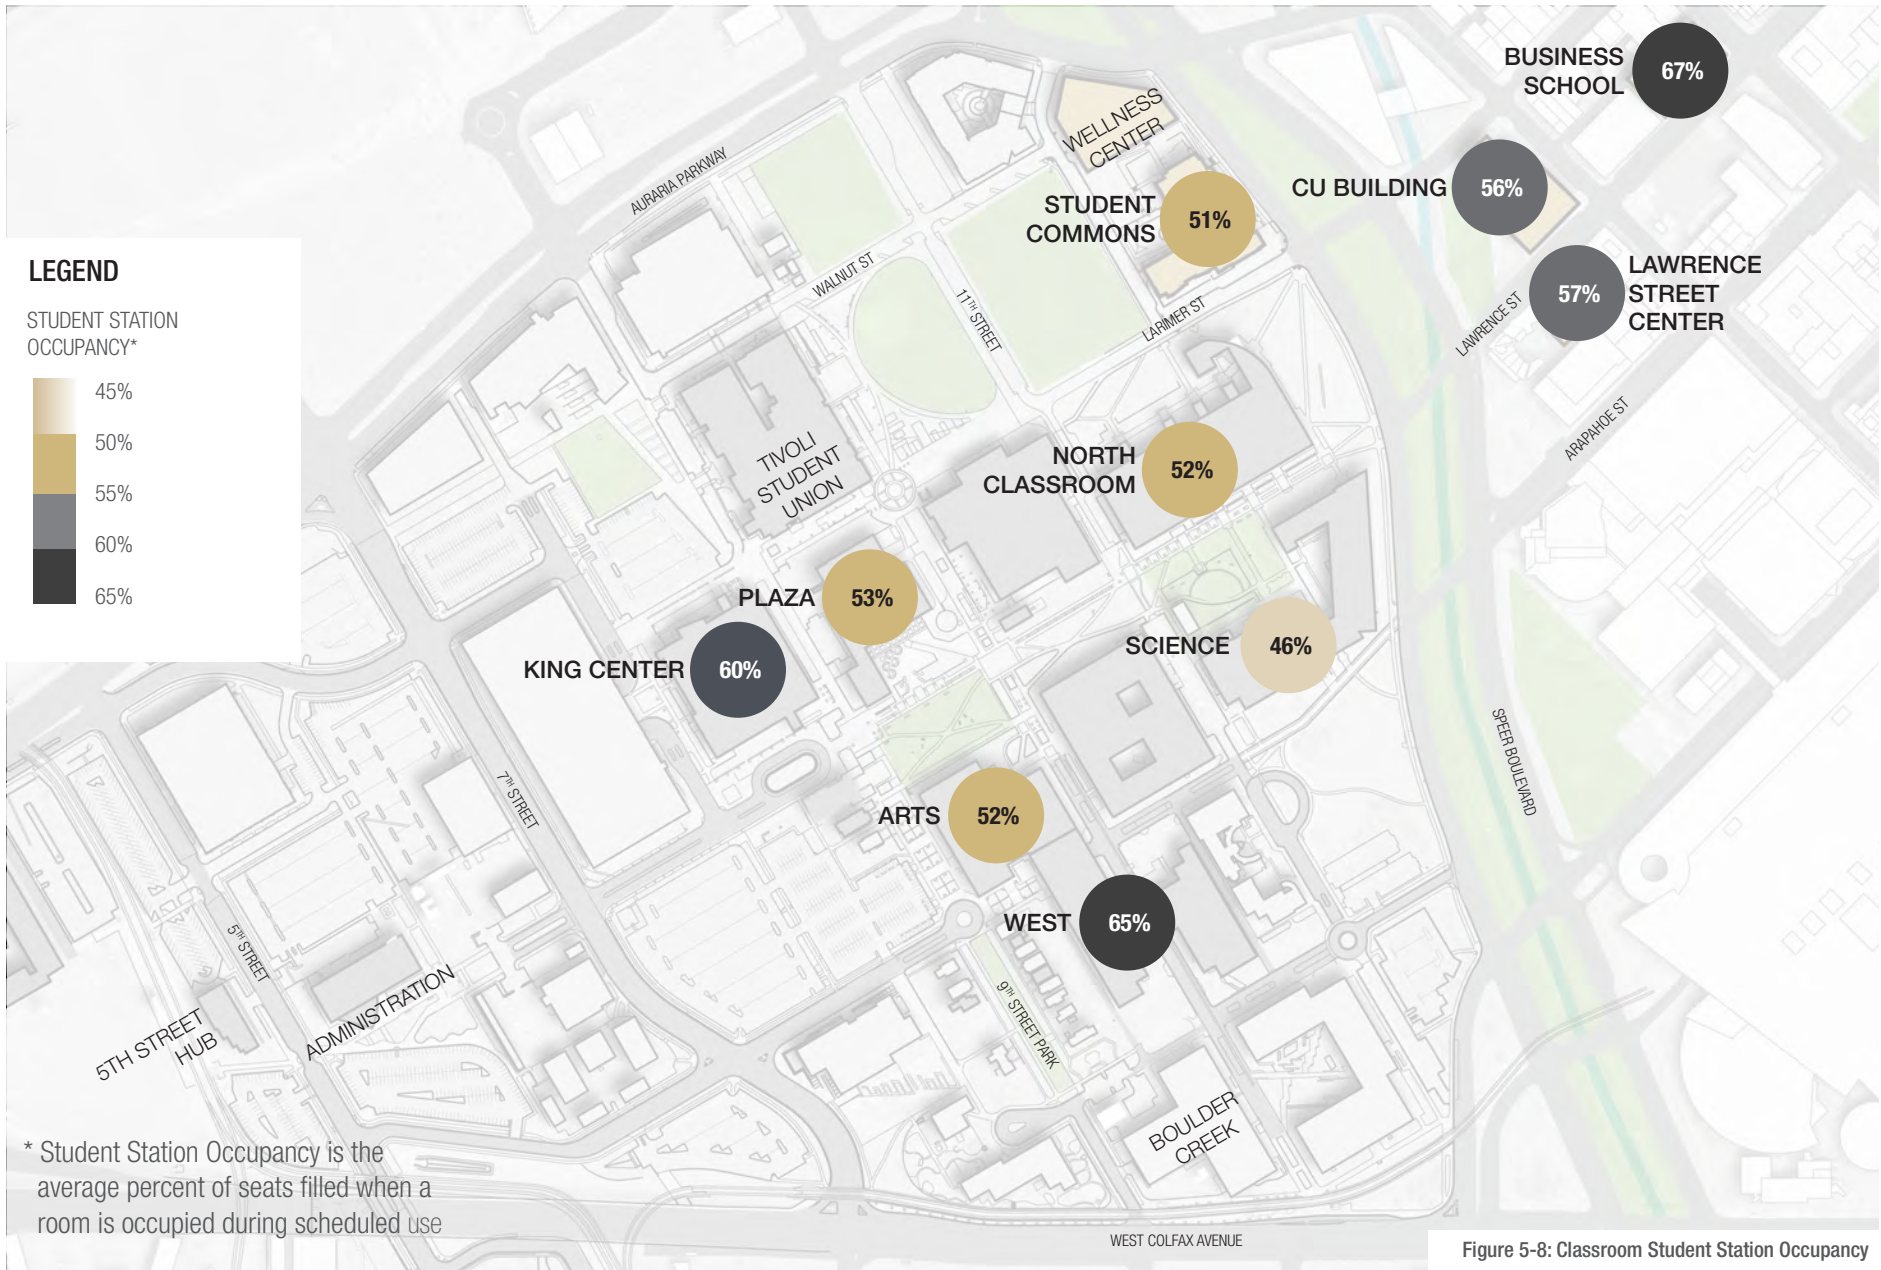 BUSINESS
SCHOOL
67%
WELLNESS
CENTER
AURARIA PARKWAY
CU BUILDING
56%
STUDENT
COMMONS
51%
LEGEND
STUDENT STATION
OCCUPANCY*
45%
50%
55%
60%
65%
WALNUT ST
11TH STREET
LARIMER ST
LAWRENCE
STREET
CENTER
57%
LAWRENCE ST
ARAPAHOE ST
TIVOLI
STUDENT
UNION
NORTH
CLASSROOM
52%
PLAZA
53%
KING CENTER
60%
SCIENCE
46%
SPEER BOULEVARD
7TH STREET
ARTS
52%
WEST
65%
5TH STREET
ADMINISTRATION
5TH STREET
HUB
9TH STREET PARK
BOULDER
CREEK
* Student Station Occupancy is the
average percent of seats filled when a
room is occupied during scheduled use
WEST COLFAX AVENUE
Figure 5-8: Classroom Student Station Occupancy